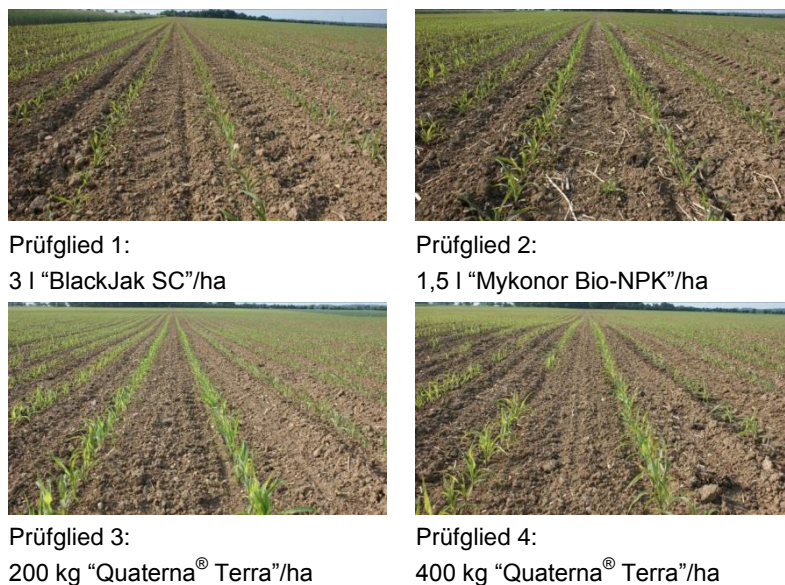 Prüfglied 1:
3 l “BlackJak SC”/ha
Prüfglied 2:
1,5 l “Mykonor Bio-NPK”/ha
Prüfglied 3:
200 kg “Quaterna® Terra”/ha
Prüfglied 4:
400 kg “Quaterna® Terra”/ha